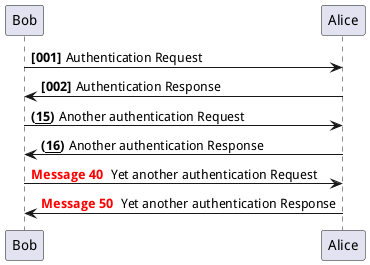 Bob Alice
[001] Authentication Request
[002] Authentication Response
(15) Another authentication Request
(16) Another authentication Response
Message 40 Yet another authentication Request
Message 50 Yet another authentication Response
Bob Alice